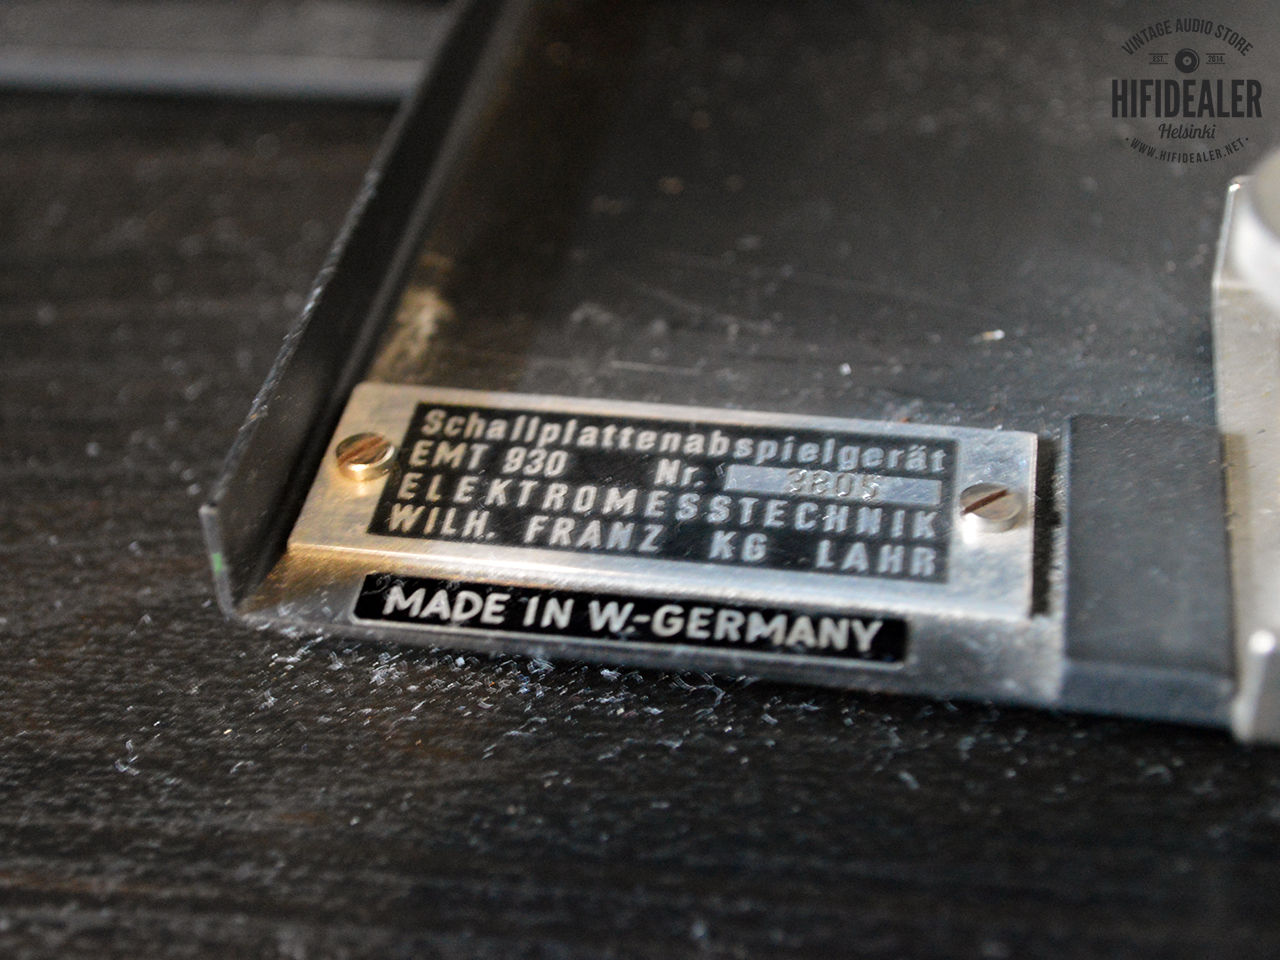 VINTAGE AUDIO STORE
EST. 2014
HIFIDEALER
Helsinki
• WWW.HIFIDEALER.NET •
Schallplattenabspielgerät
EMT 930 Nr.
ELEKTROMESSTECHNIK
WILH. FRANZ KG LAHR
MADE IN W.-GERMANY